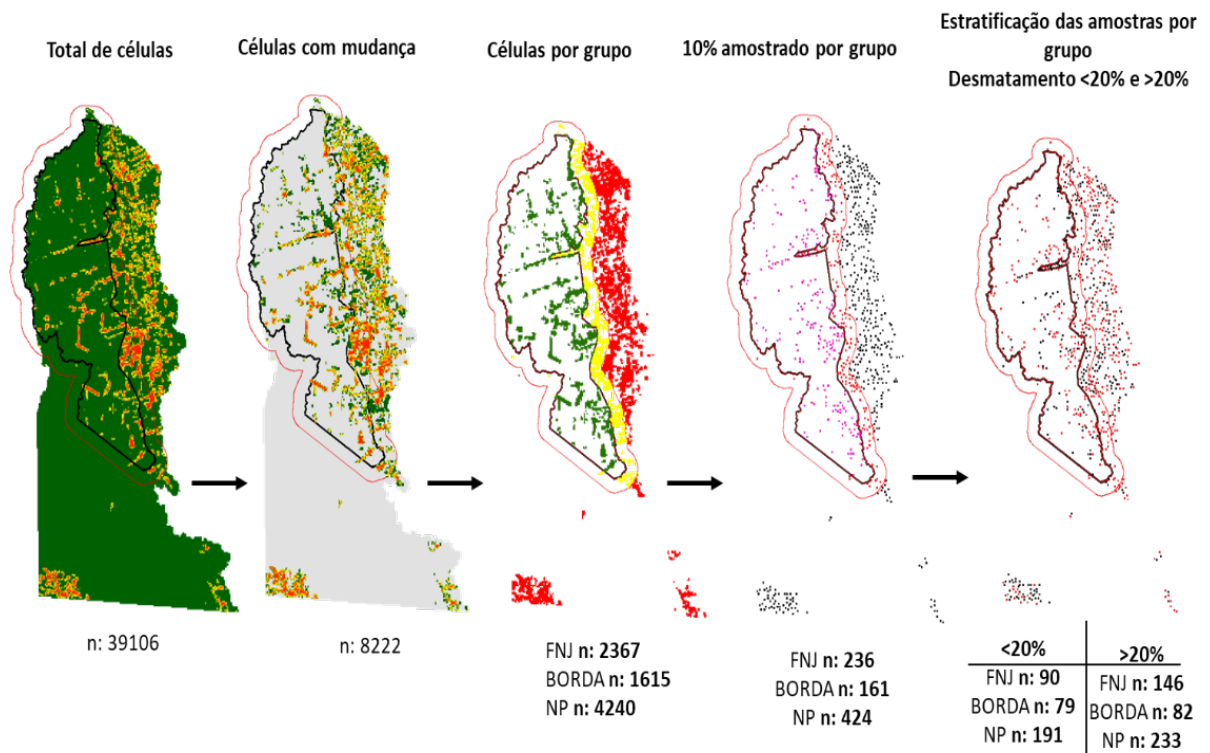 Total de células
Células com mudança
Células por grupo
10% amostrado por grupo
Estratificação das amostras por
grupo
Desmatamento <20% e >20%
n: 39106
n: 8222
FNJ n: 2367
BORDA n: 1615
NP n: 4240
FNJ n: 236
BORDA n: 161
NP n: 424
<20%
FNJ n: 90
BORDA n: 79
NP n: 191
>20%
FNJ n: 146
BORDA n: 82
NP n: 233